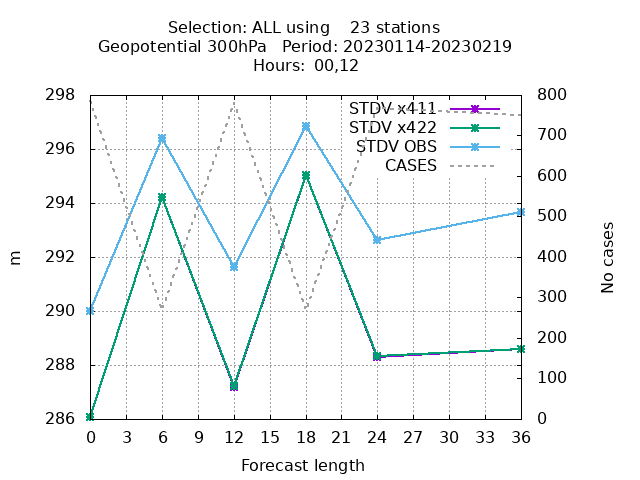 Selection: ALL using    23 stations
Geopotential 300hPa   Period: 20230114-20230219
Hours:  00,12
STDV x411
STDV x422
STDV OBS
CASES
298
296
294
292
290
288
286
m
800
700
600
500
400
300
200
100
0
No cases
0 3 6 9 12 15 18 21 24 27 30 33 36
Forecast length